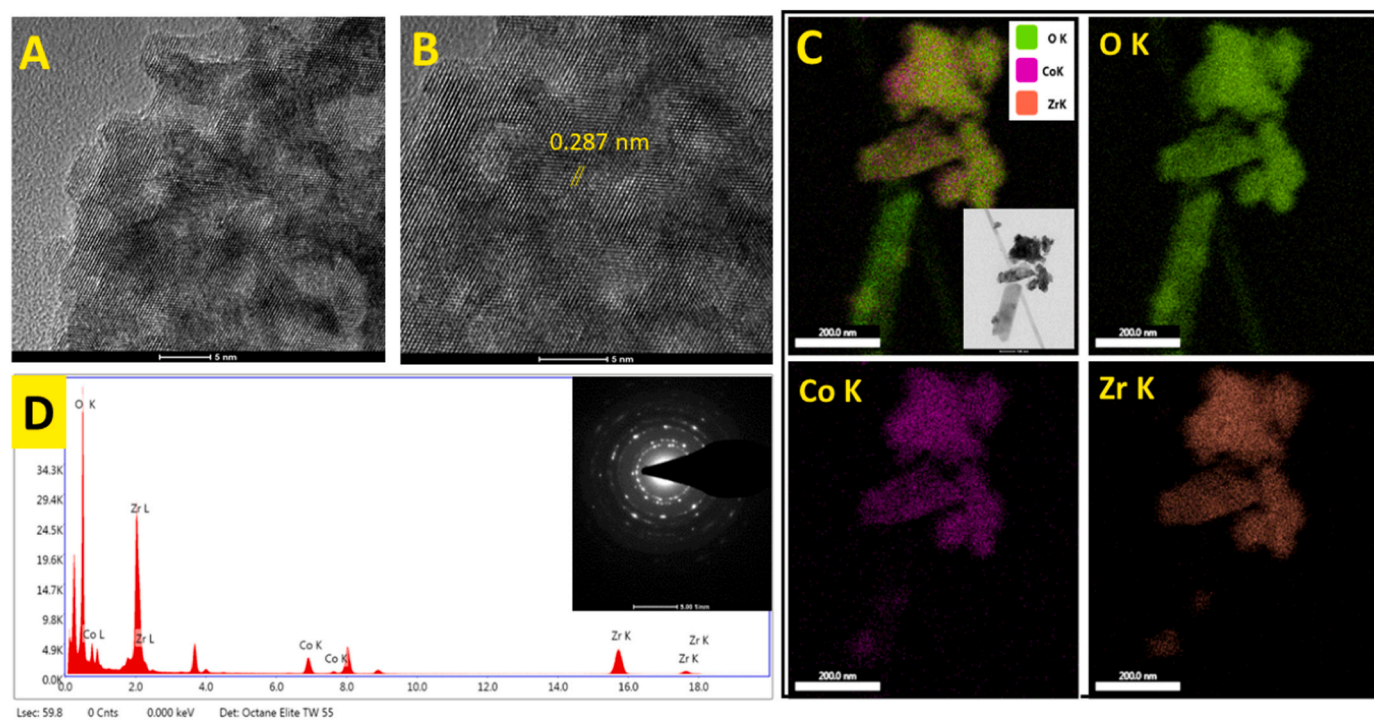 A
5 nm
B
0.287 nm
5 nm
C
O K
CoK
ZrK
200.0 nm
O K
200.0 nm
D
O K
34.3K
29.4K
24.5K
19.6K
14.7K
9.8K
4.9K
0.0K
Zr L
Co L
Zr L
Co K
Co K
Zr K
Zr K
Zr K
0.0 2.0 4.0 6.0 8.0 10.0 12.0 14.0 16.0 18.0
Lsec: 59.8 0 Cnts 0.000 keV Det: Octane Elite TW 55
5.00 1/nm
Co K
200.0 nm
Zr K
200.0 nm